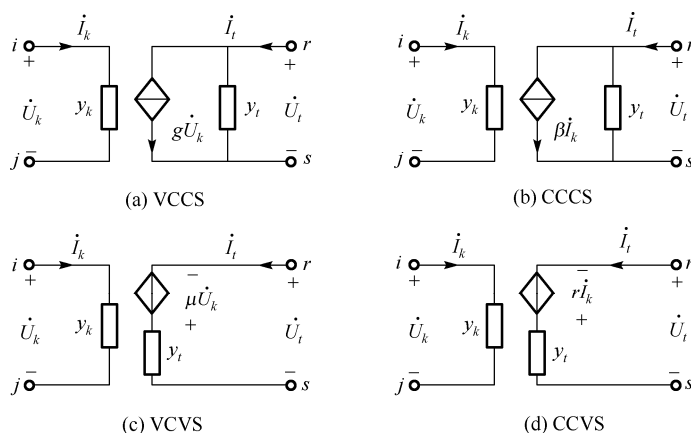 i İ_k İ_t r
+ +
U̇_k y_k y_t U̇_t
gU̇_k
j − − s
(a) VCCS
i İ_k İ_t r
+ +
U̇_k y_k y_t U̇_t
βİ_k
j − − s
(b) CCCS
i İ_k İ_t r
+ − +
μU̇_k
U̇_k y_k + U̇_t
y_t
j − − s
(c) VCVS
i İ_k İ_t r
+ − +
rİ_k
U̇_k y_k + U̇_t
y_t
j − − s
(d) CCVS